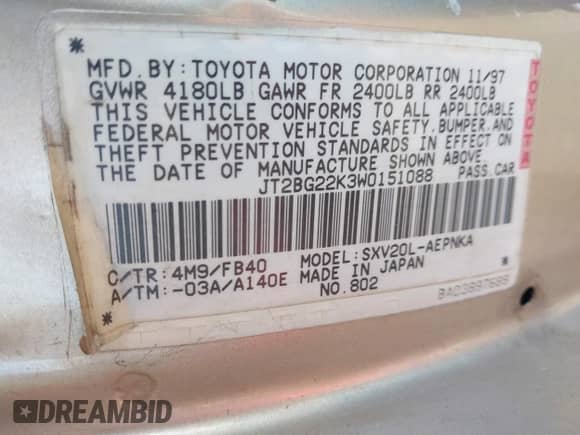 MFD. BY: TOYOTA MOTOR CORPORATION 11/97
GVWR 4180LB GAWR FR 2400LB RR 2400LB
THIS VEHICLE CONFORMS TO ALL APPLICABLE
FEDERAL MOTOR VEHICLE SAFETY, BUMPER, AND
THEFT PREVENTION STANDARDS IN EFFECT ON
THE DATE OF MANUFACTURE SHOWN ABOVE.
JT2BG22K3W0151088 PASS. CAR
TOYOTA
C/TR: 4M9/FB40 MODEL: SXV20L-AEPNKA
A/TM: -03A/A140E MADE IN JAPAN
NO. 802
DREAMBID